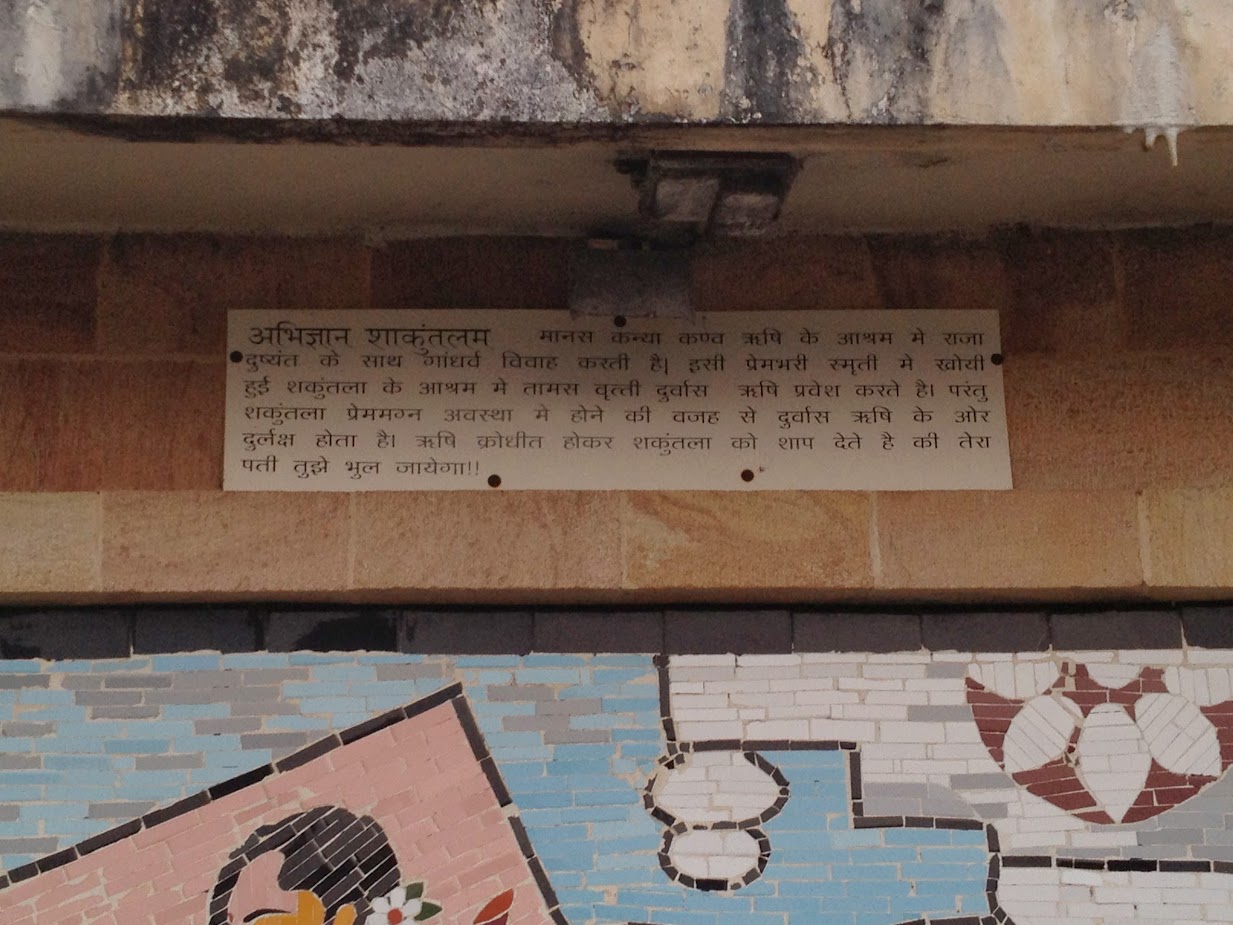 अभिज्ञान शाकुंतलम मानस कन्या कण्व ऋषि के आश्रम मे राजा
दुष्यंत के साथ गांधर्व विवाह करती है| इसी प्रेमभरी स्मृती मे खोयी
हुई शकुंतला के आश्रम मे तामस वृत्ती दुर्वास ऋषि प्रवेश करते है। परंतु
शकुंतला प्रेममग्न अवस्था मे होने की वजह से दुर्वास ऋषि के ओर
दुर्लक्ष होता है। ऋषि क्रोधीत होकर शकुंतला को शाप देते है की तेरा
पती तुझे भुल जायेगा!!